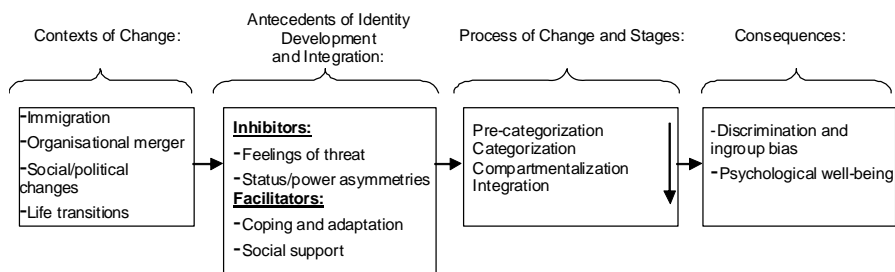 Contexts of Change:
Antecedents of Identity
Development
and Integration:
Process of Change and Stages:
Consequences:
-Immigration
-Organisational merger
-Social/political
changes
-Life transitions
Inhibitors:
-Feelings of threat
-Status/power asymmetries
Facilitators:
-Coping and adaptation
-Social support
Pre-categorization
Categorization
Compartmentalization
Integration
-Discrimination and
ingroup bias
-Psychological well-being